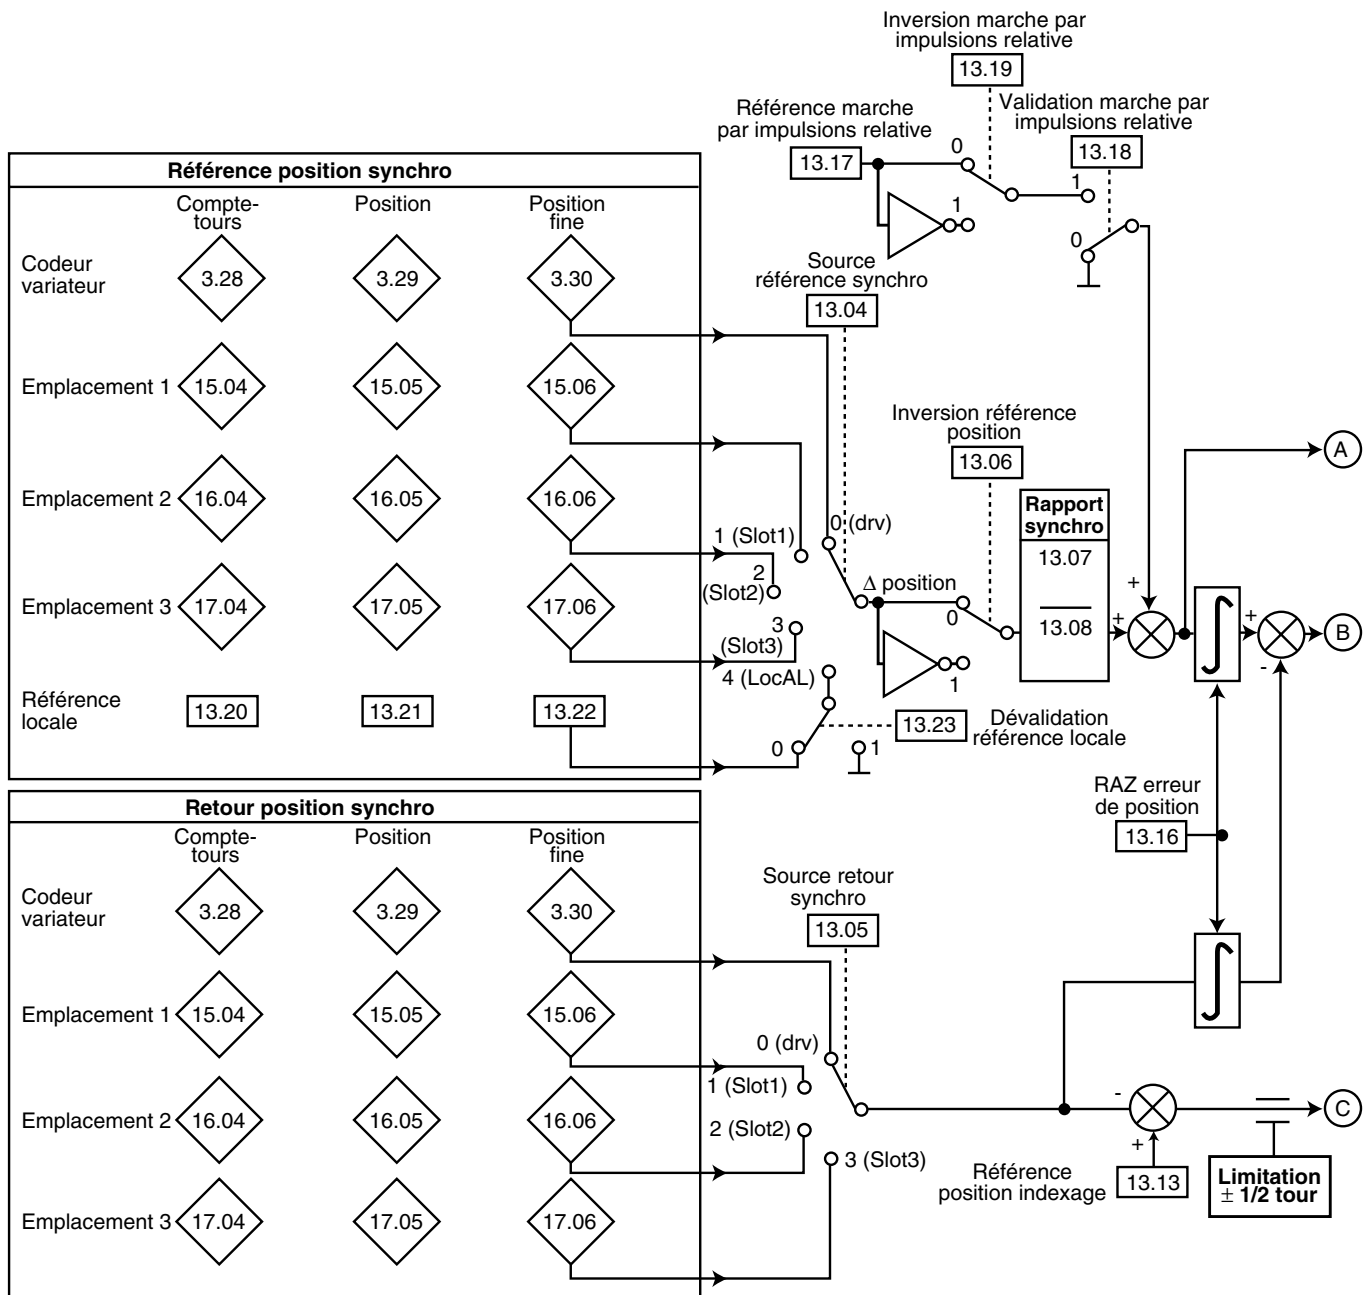 Inversion marche par
impulsions relative
13.19
Référence marche
par impulsions relative
13.17
Validation marche par
impulsions relative
13.18
0
1
1
0
Référence position synchro
Compte-
tours
Position
Position
fine
Codeur
variateur
3.28
3.29
3.30
Emplacement 1
15.04
15.05
15.06
Emplacement 2
16.04
16.05
16.06
Emplacement 3
17.04
17.05
17.06
Référence
locale
13.20
13.21
13.22
Source
référence synchro
13.04
0 (drv)
1 (Slot1)
2
(Slot2)
3
(Slot3)
4 (LocAL)
0
1
13.23
Dévalidation
référence locale
Δ position
Inversion référence
position
13.06
0
1
Rapport
synchro
13.07
13.08
+
+
+
-
A
B
RAZ erreur
de position
13.16
Retour position synchro
Compte-
tours
Position
Position
fine
Codeur
variateur
3.28
3.29
3.30
Emplacement 1
15.04
15.05
15.06
Emplacement 2
16.04
16.05
16.06
Emplacement 3
17.04
17.05
17.06
Source retour
synchro
13.05
0 (drv)
1 (Slot1)
2 (Slot2)
3 (Slot3)
-
+
Référence
position indexage
13.13
Limitation
± 1/2 tour
C